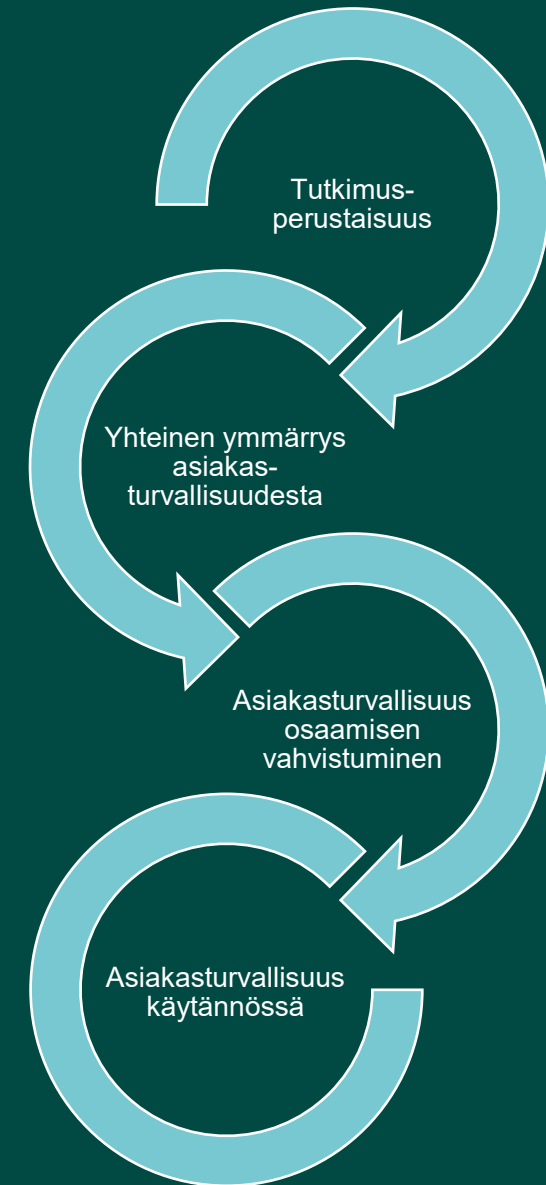 Tutkimus-
perustaisuus
Yhteinen ymmärrys
asiakas-
turvallisuudesta
Asiakasturvallisuus
osaamisen
vahvistuminen
Asiakasturvallisuus
käytännössä